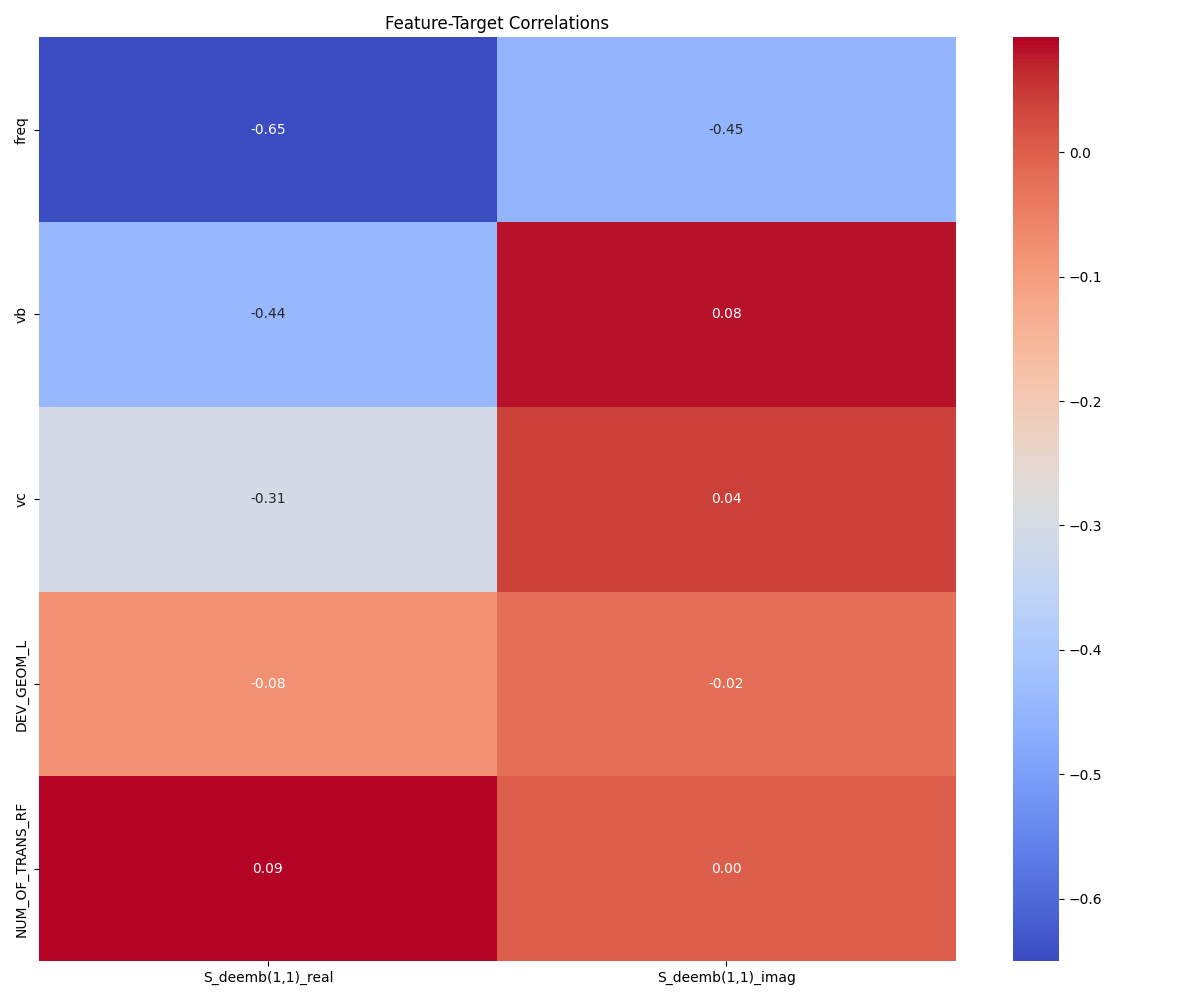 Feature-Target Correlations
freq
-0.65
-0.45
vb
-0.44
0.08
vc
-0.31
0.04
DEV_GEOM_L
-0.08
-0.02
NUM_OF_TRANS_RF
0.09
0.00
S_deemb(1,1)_real
S_deemb(1,1)_imag
0.0
−0.1
−0.2
−0.3
−0.4
−0.5
−0.6